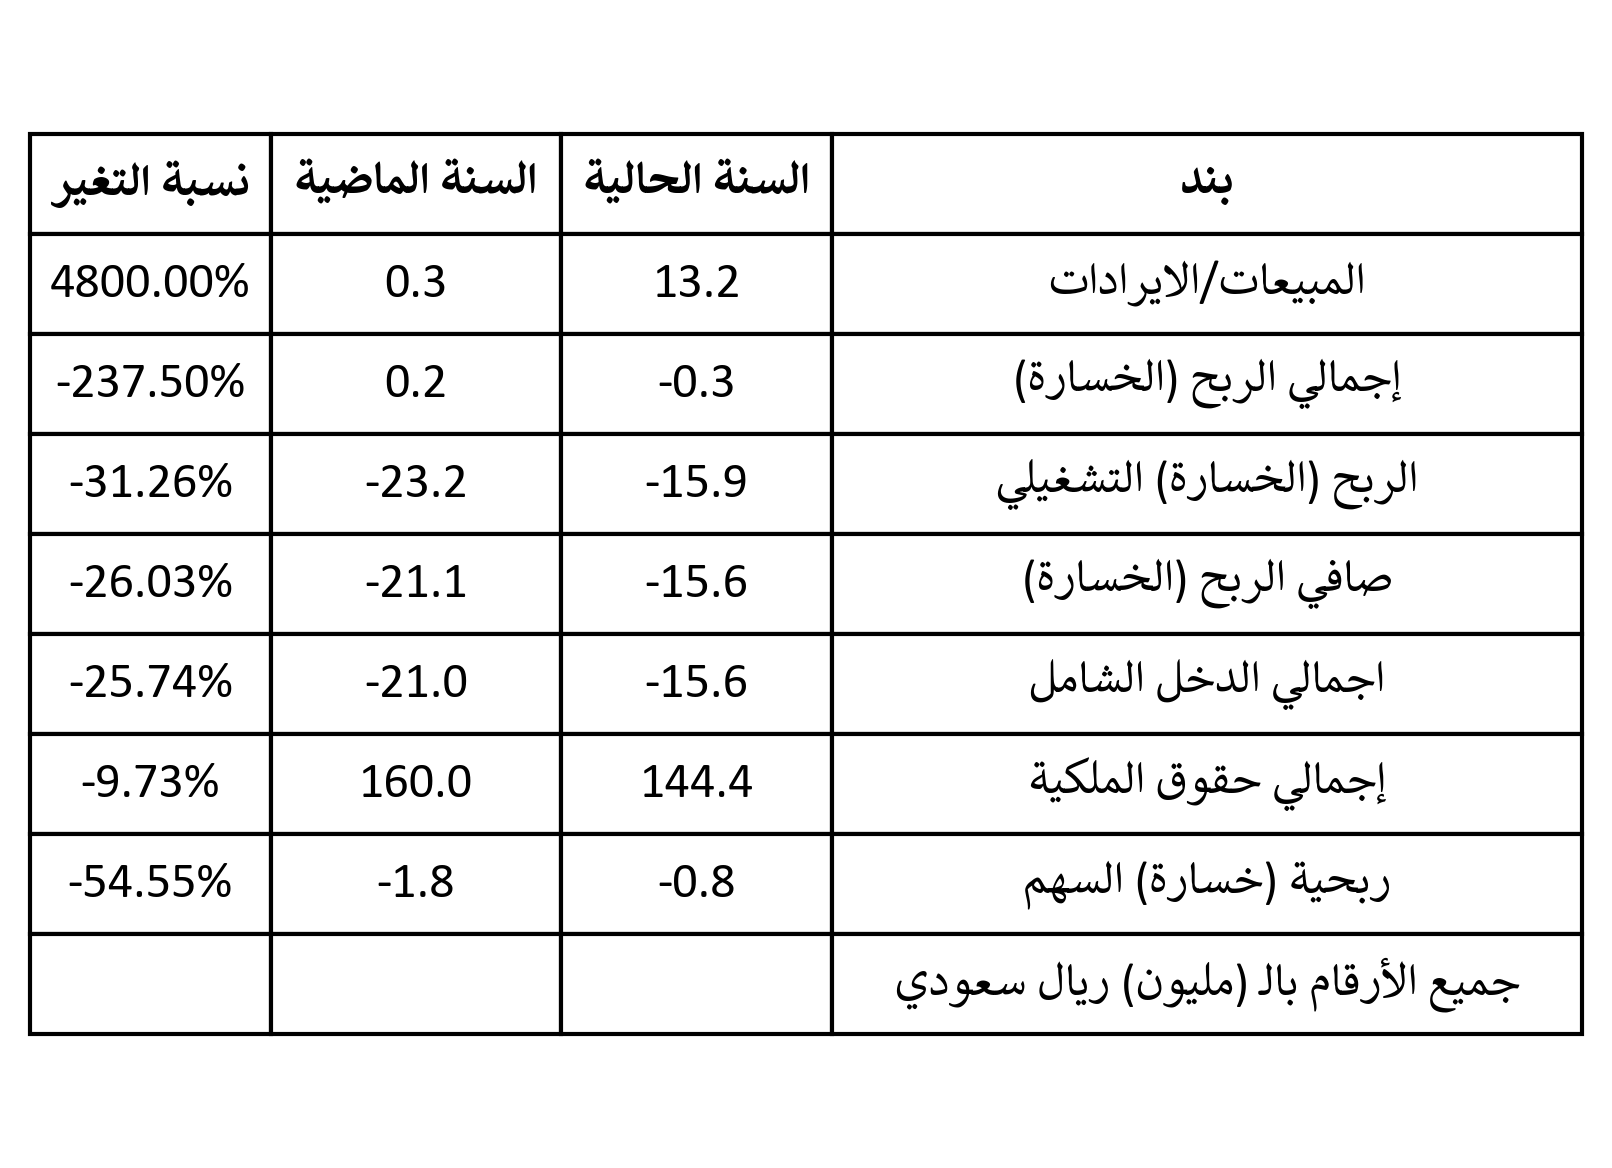 بند السنة الحالية السنة الماضية نسبة التغير
المبيعات/الايرادات 13.2 0.3 4800.00%
إجمالي الربح (الخسارة) -0.3 0.2 -237.50%
الربح (الخسارة) التشغيلي -15.9 -23.2 -31.26%
صافي الربح (الخسارة) -15.6 -21.1 -26.03%
اجمالي الدخل الشامل -15.6 -21.0 -25.74%
إجمالي حقوق الملكية 144.4 160.0 -9.73%
ربحية (خسارة) السهم -0.8 -1.8 -54.55%
جميع الأرقام بالـ (مليون) ريال سعودي